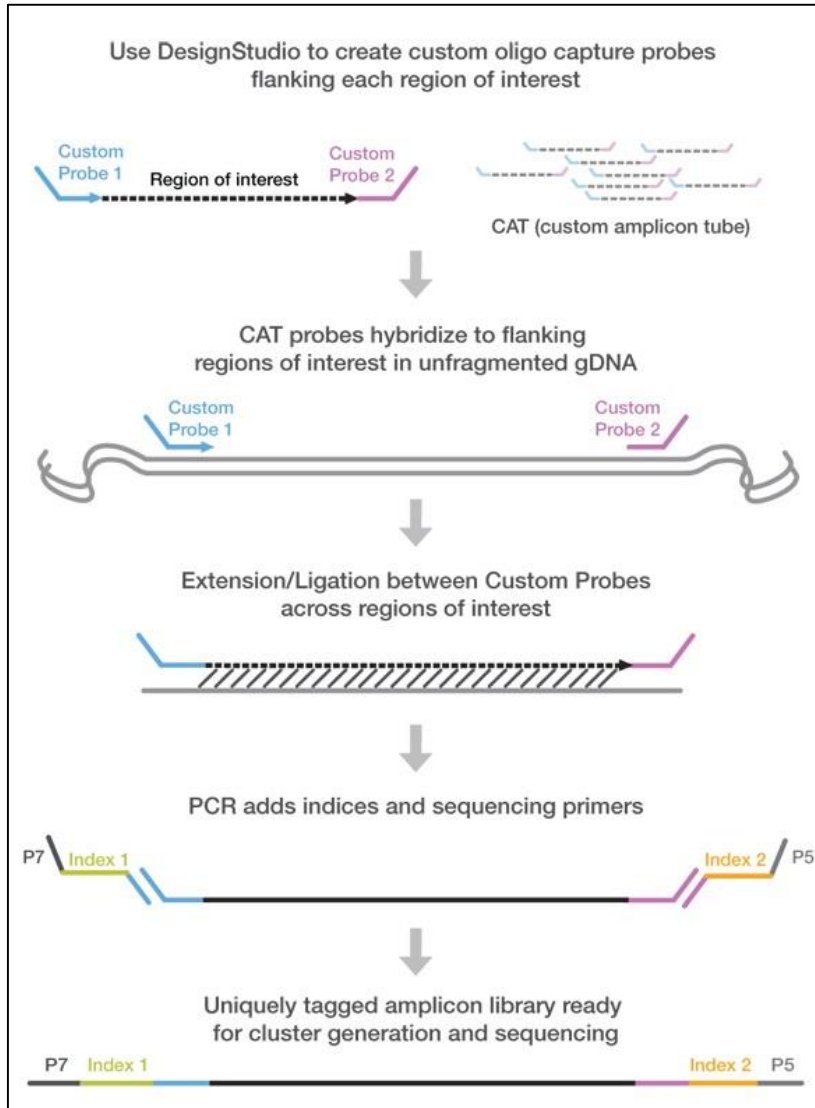 Use DesignStudio to create custom oligo capture probes
flanking each region of interest
Custom
Probe 1
Region of interest
Custom
Probe 2
CAT (custom amplicon tube)
CAT probes hybridize to flanking
regions of interest in unfragmented gDNA
Custom
Probe 1
Custom
Probe 2
Extension/Ligation between Custom Probes
across regions of interest
PCR adds indices and sequencing primers
P7
Index 1
Index 2
P5
Uniquely tagged amplicon library ready
for cluster generation and sequencing
P7
Index 1
Index 2
P5